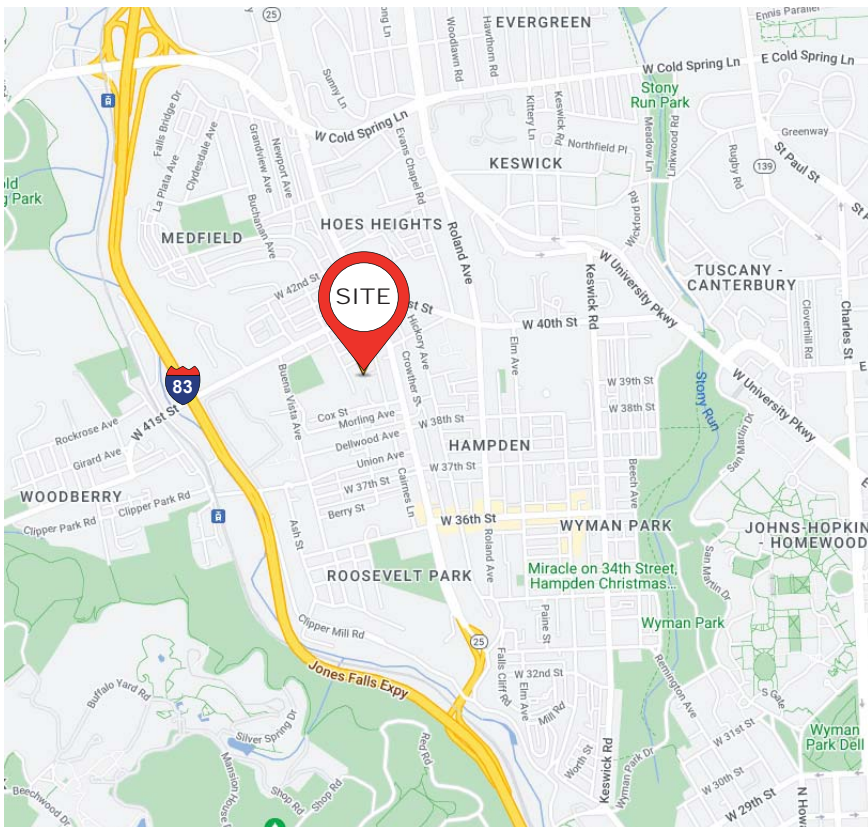 25
EVERGREEN
Ennis Parallel
Woodlawn Rd
Hawthorn Rd
W Cold Spring Ln
E Cold Spring Ln
Sunny Ln
Stony
Run Park
Falls Bridge Dr
Clydesdale Ave
Grandview Ave
Newport Ave
W Cold Spring Ln
Evans Chapel Rd
Kittery Ln
Keswick Rd
Northfield Pl
Meadow Ln
Linkwood Rd
Greenway
Rugby Rd
139
St Paul St
KESWICK
La Plata Ave
Buchanan Ave
HOES HEIGHTS
MEDFIELD
Roland Ave
Wickford Rd
W University Pkwy
TUSCANY -
CANTERBURY
W 42nd St
SITE
Keswick Rd
Hickory Ave
W 40th St
Elm Ave
Cloverhill Rd
Charles St
Crowther St
83
Buena Vista Ave
W 39th St
W 38th St
Stony Run
W University Pkwy
W 41st St
Rockrose Ave
Girard Ave
Cox St
Morling Ave
W 38th St
Dellwood Ave
HAMPDEN
Union Ave
W 37th St
W 37th St
Beech Ave
San Martin Dr
WOODBERRY
Clipper Park Rd
Clipper Park Rd
Berry St
Cairnes Ln
W 36th St
WYMAN PARK
Ash St
Roland Ave
JOHNS-HOPKIN
- HOMEWOOD
ROOSEVELT PARK
Miracle on 34th Street,
Hampden Christmas...
San Martin Dr
Paine St
Wyman Park
Clipper Mill Rd
25
Falls Cliff Rd
W 32nd St
Elm Ave
Mill Rd
Remington Ave
S Gate
Jones Falls Expy
Buffalo Yard Rd
Silver Spring Dr
Red Rd
Keswick Rd
Worth St
Wyman Park Dr
W 31st St
Wyman
Park Dell
W 30th St
W 29th St
Beechwood Dr
Mansion House
Shop Rd
Shop Rd